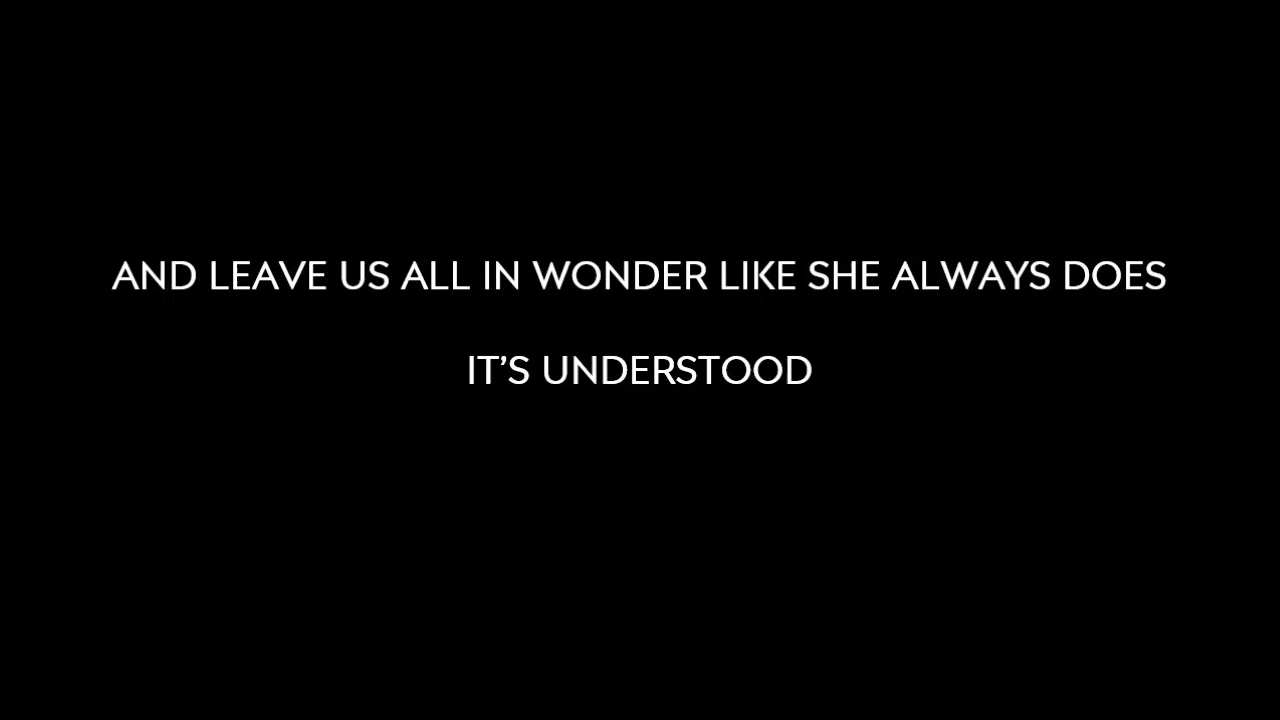 AND LEAVE US ALL IN WONDER LIKE SHE ALWAYS DOES
IT’S UNDERSTOOD